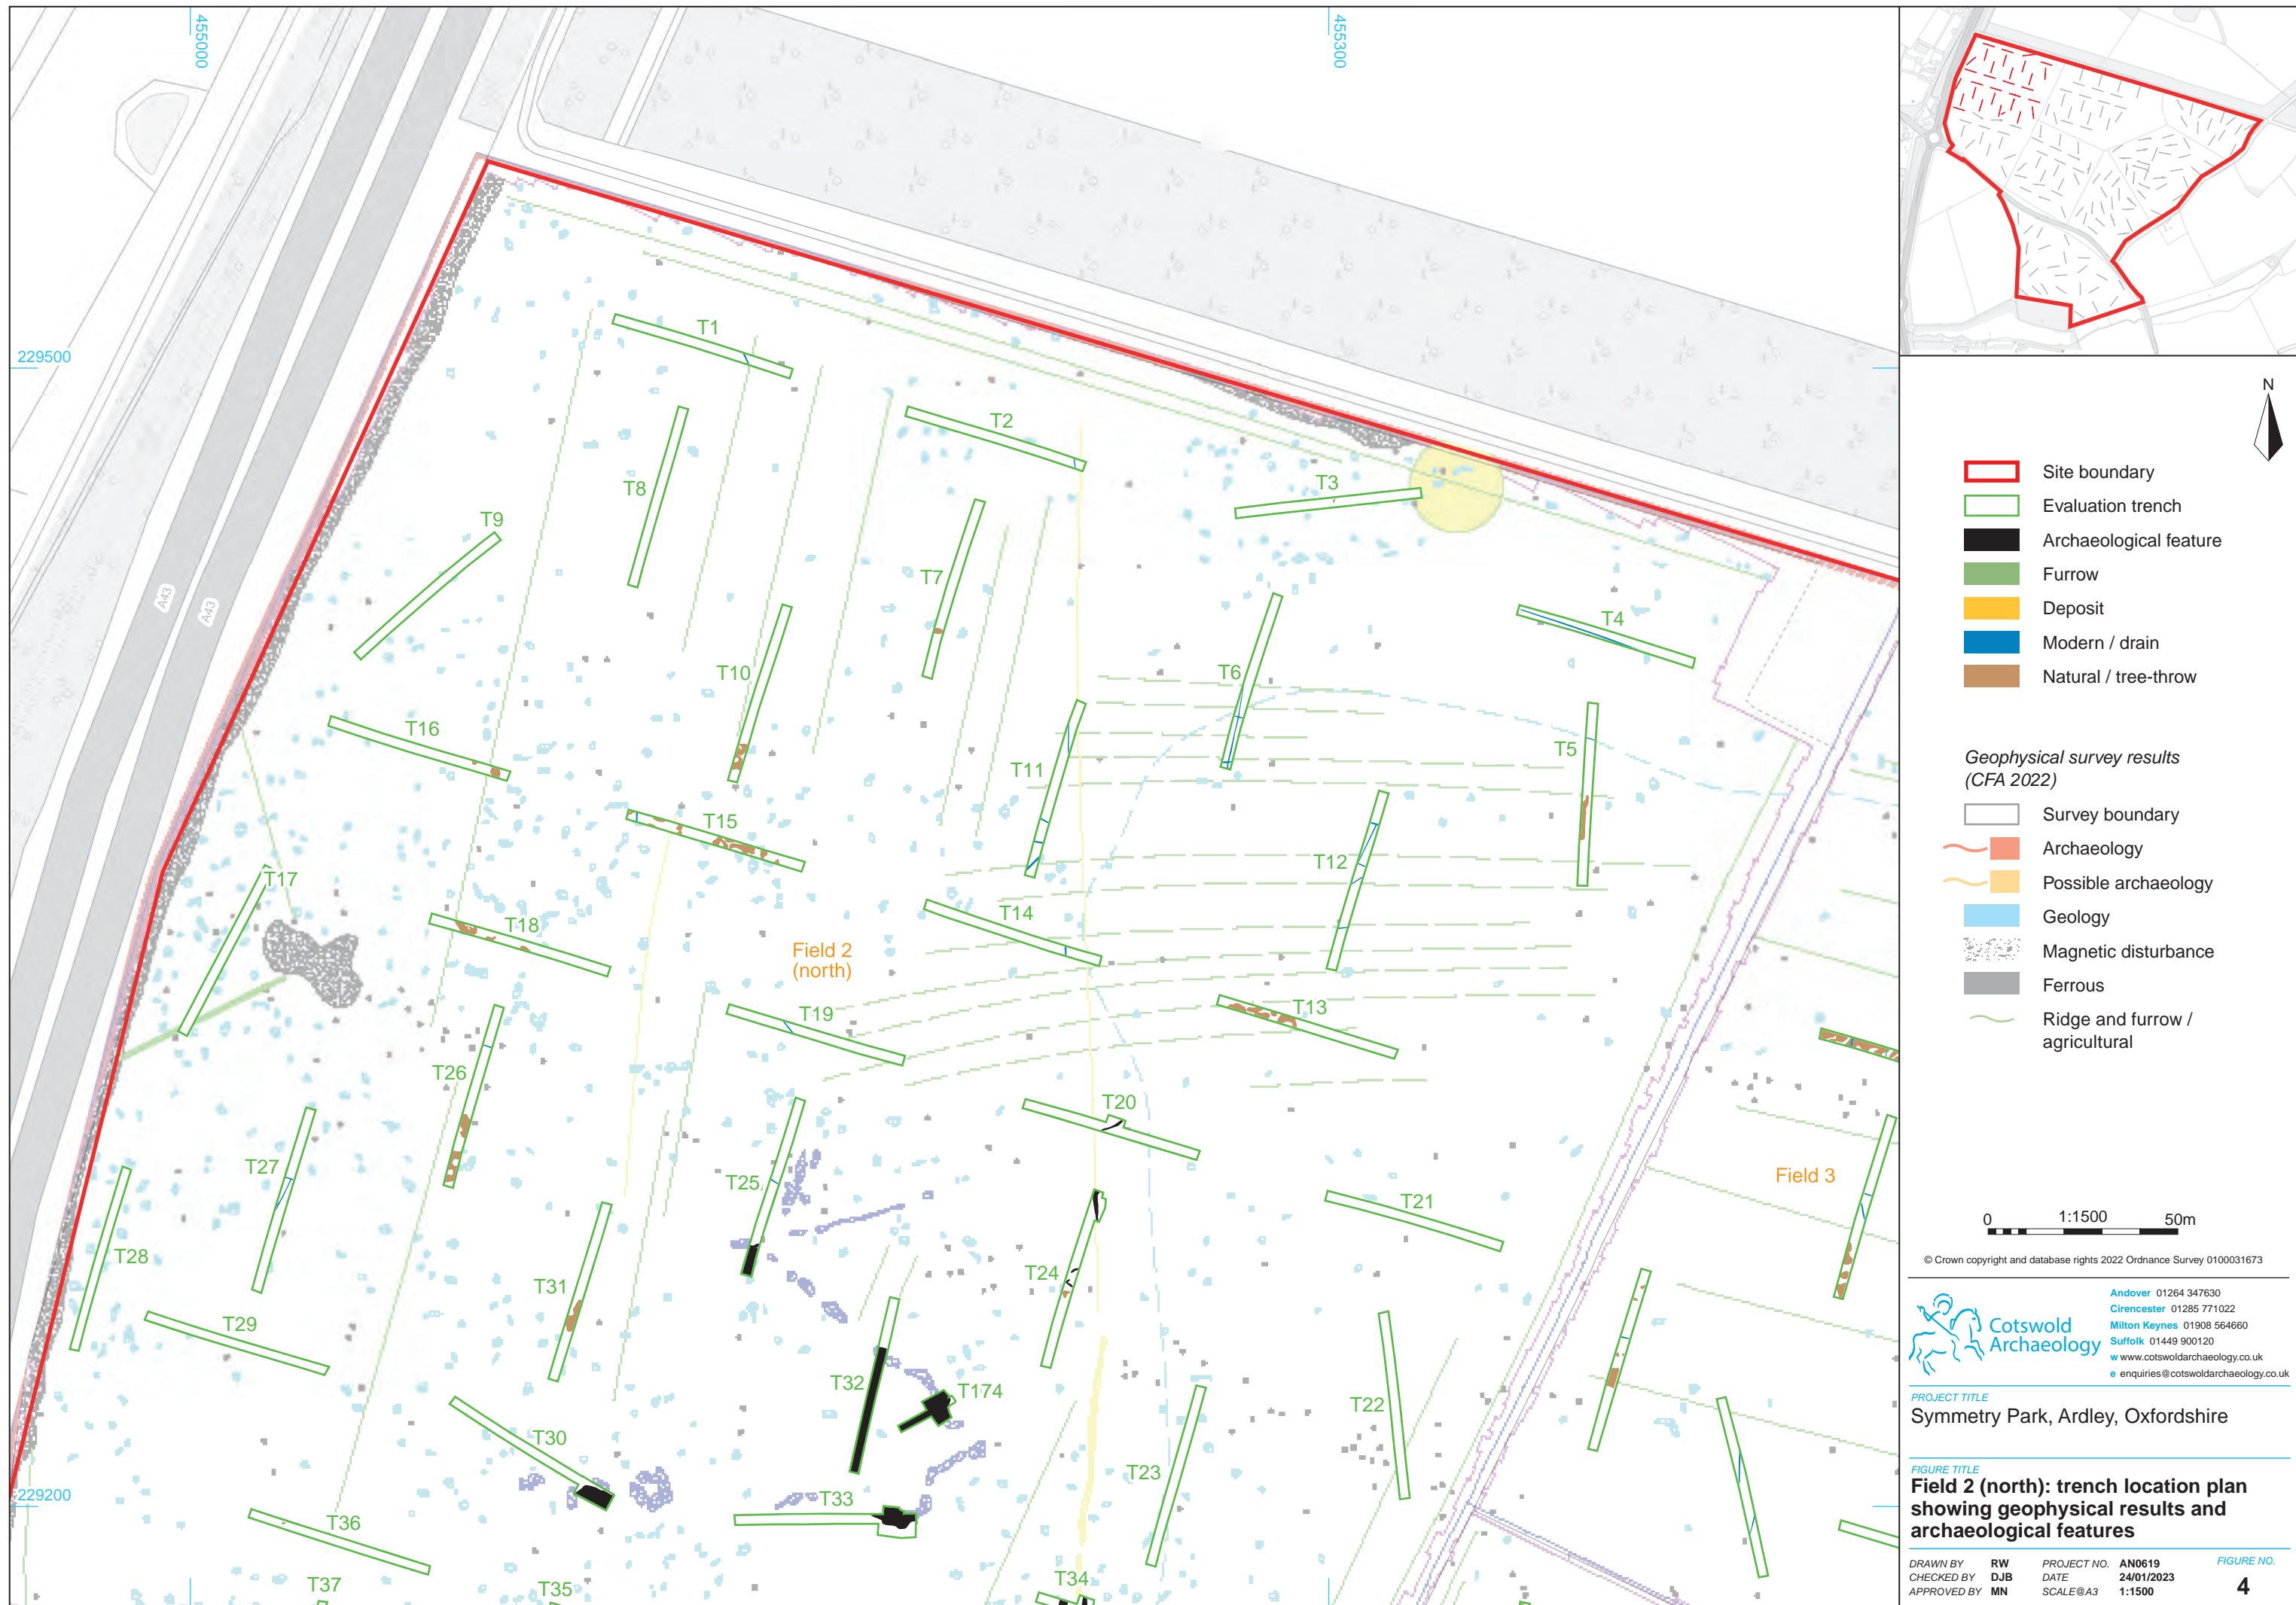 455000
455300
229500
229200
A43
A43
T1
T2
T3
T4
T5
T6
T7
T8
T9
T10
T11
T12
T13
T14
T15
T16
T17
T18
T19
T20
T21
T22
T23
T24
T25
T26
T27
T28
T29
T30
T31
T32
T174
T33
T34
T35
T36
T37
Field 2
(north)
Field 3
N
Site boundary
Evaluation trench
Archaeological feature
Furrow
Deposit
Modern / drain
Natural / tree-throw
Geophysical survey results
(CFA 2022)
Survey boundary
Archaeology
Possible archaeology
Geology
Magnetic disturbance
Ferrous
Ridge and furrow /
agricultural
0 1:1500 50m
© Crown copyright and database rights 2022 Ordnance Survey 0100031673
Cotswold
Archaeology
Andover 01264 347630
Cirencester 01285 771022
Milton Keynes 01908 564660
Suffolk 01449 900120
w www.cotswoldarchaeology.co.uk
e enquiries@cotswoldarchaeology.co.uk
PROJECT TITLE
Symmetry Park, Ardley, Oxfordshire
FIGURE TITLE
Field 2 (north): trench location plan
showing geophysical results and
archaeological features
DRAWN BY RW PROJECT NO. AN0619 FIGURE NO.
CHECKED BY DJB DATE 24/01/2023
APPROVED BY MN SCALE@A3 1:1500 4